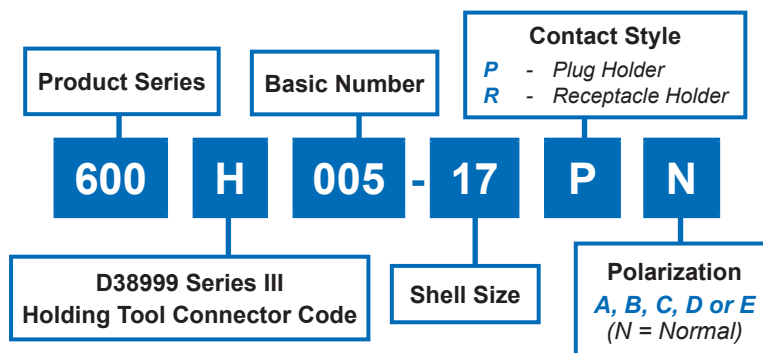 Contact Style
P - Plug Holder
R - Receptacle Holder
Product Series
Basic Number
600 H 005 - 17 P N
D38999 Series III
Holding Tool Connector Code
Shell Size
Polarization
A, B, C, D or E
(N = Normal)